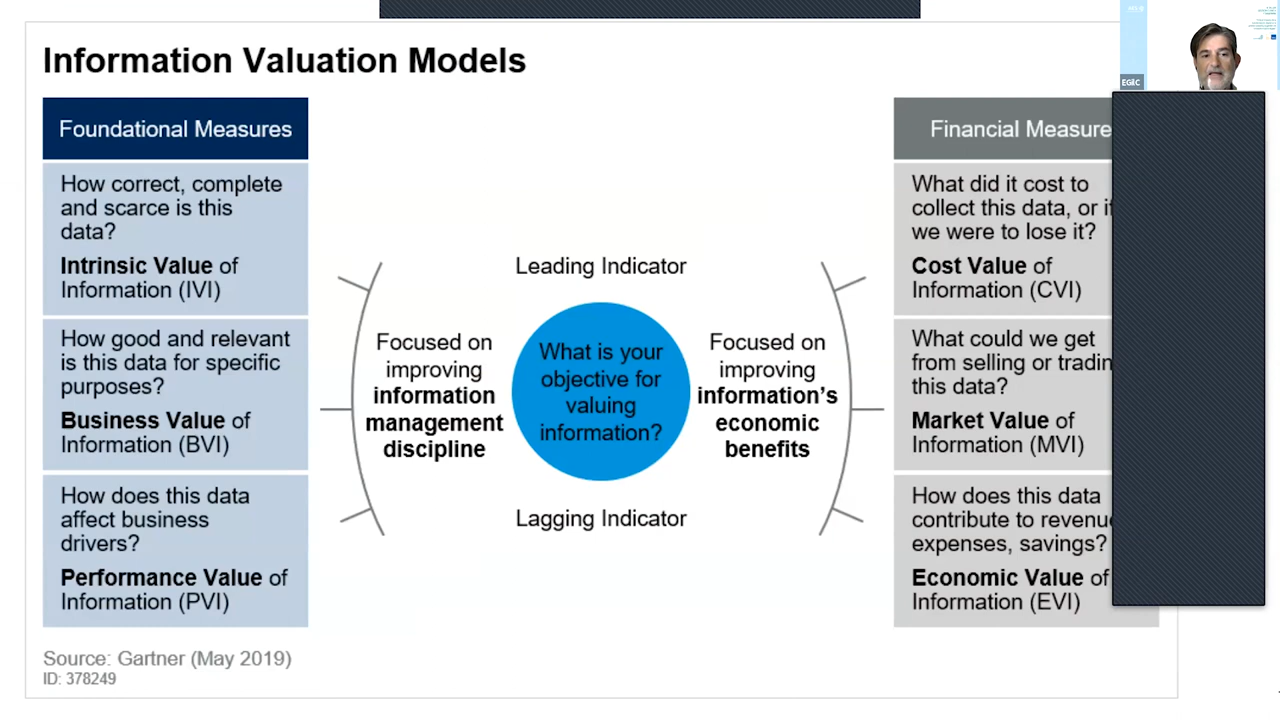 Information Valuation Models
Foundational Measures
How correct, complete
and scarce is this
data?
Intrinsic Value of
Information (IVI)
How good and relevant
is this data for specific
purposes?
Business Value of
Information (BVI)
How does this data
affect business
drivers?
Performance Value of
Information (PVI)
Leading Indicator
Focused on
improving
information
management
discipline
What is your
objective for
valuing
information?
Focused on
improving
information's
economic
benefits
Lagging Indicator
Financial Measure
What did it cost to
collect this data, or if
we were to lose it?
Cost Value of
Information (CVI)
What could we get
from selling or tradin
this data?
Market Value of
Information (MVI)
How does this data
contribute to revenu
expenses, savings?
Economic Value of
Information (EVI)
Source: Gartner (May 2019)
ID: 378249